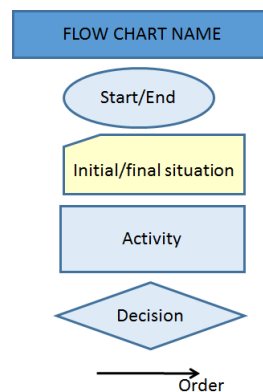 FLOW CHART NAME
Start/End
Initial/final situation
Activity
Decision
Order